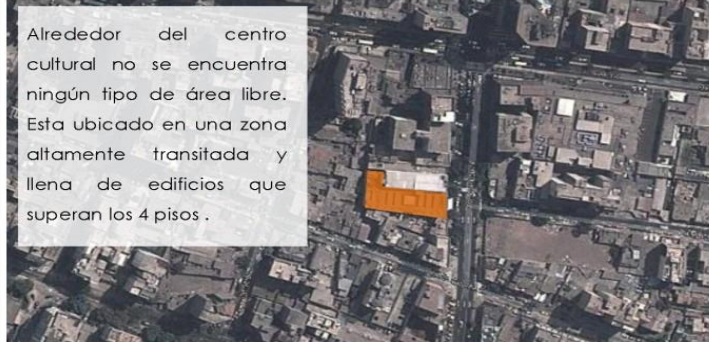 Alrededor del centro
cultural no se encuentra
ningún tipo de área libre.
Esta ubicado en una zona
altamente transitada y
llena de edificios que
superan los 4 pisos .